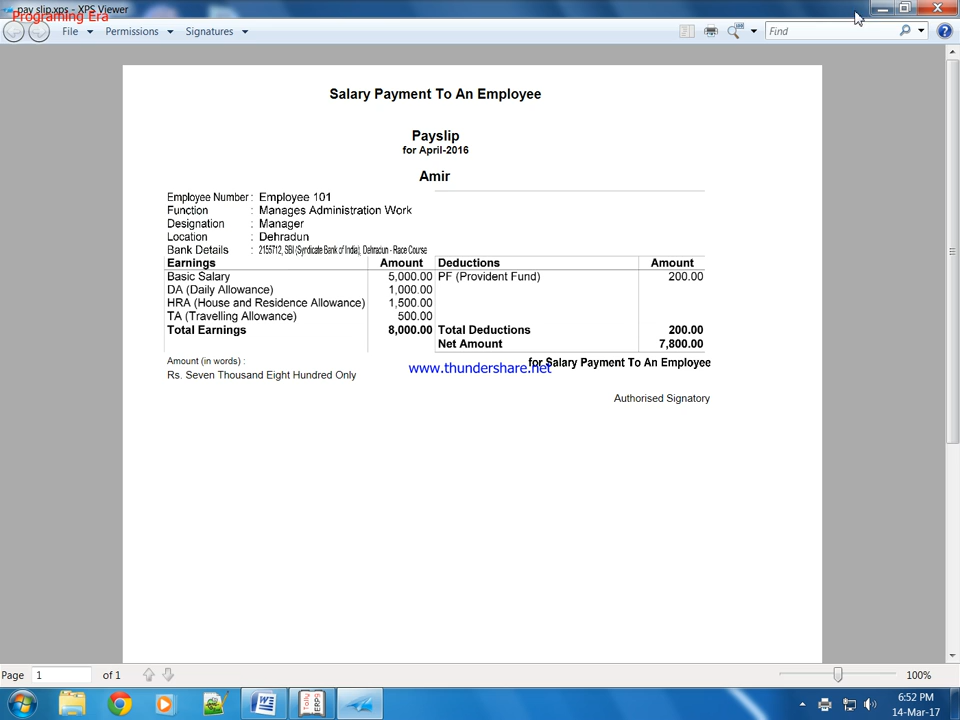 pay slip.xps - XPS Viewer
Programing Era
File Permissions Signatures Find
Salary Payment To An Employee
Payslip
for April-2016
Amir
Employee Number : Employee 101
Function : Manages Administration Work
Designation : Manager
Location : Dehradun
Bank Details : 2155712, SBI (Syndicate Bank of India), Dehradun - Race Course
Earnings Amount Deductions Amount
Basic Salary 5,000.00 PF (Provident Fund) 200.00
DA (Daily Allowance) 1,000.00
HRA (House and Residence Allowance) 1,500.00
TA (Travelling Allowance) 500.00
Total Earnings 8,000.00 Total Deductions 200.00
Net Amount 7,800.00
Amount (in words) : for Salary Payment To An Employee
www.thundershare.net
Rs. Seven Thousand Eight Hundred Only
Authorised Signatory
Page 1 of 1 100%
Tally ERP9
6:52 PM
14-Mar-17